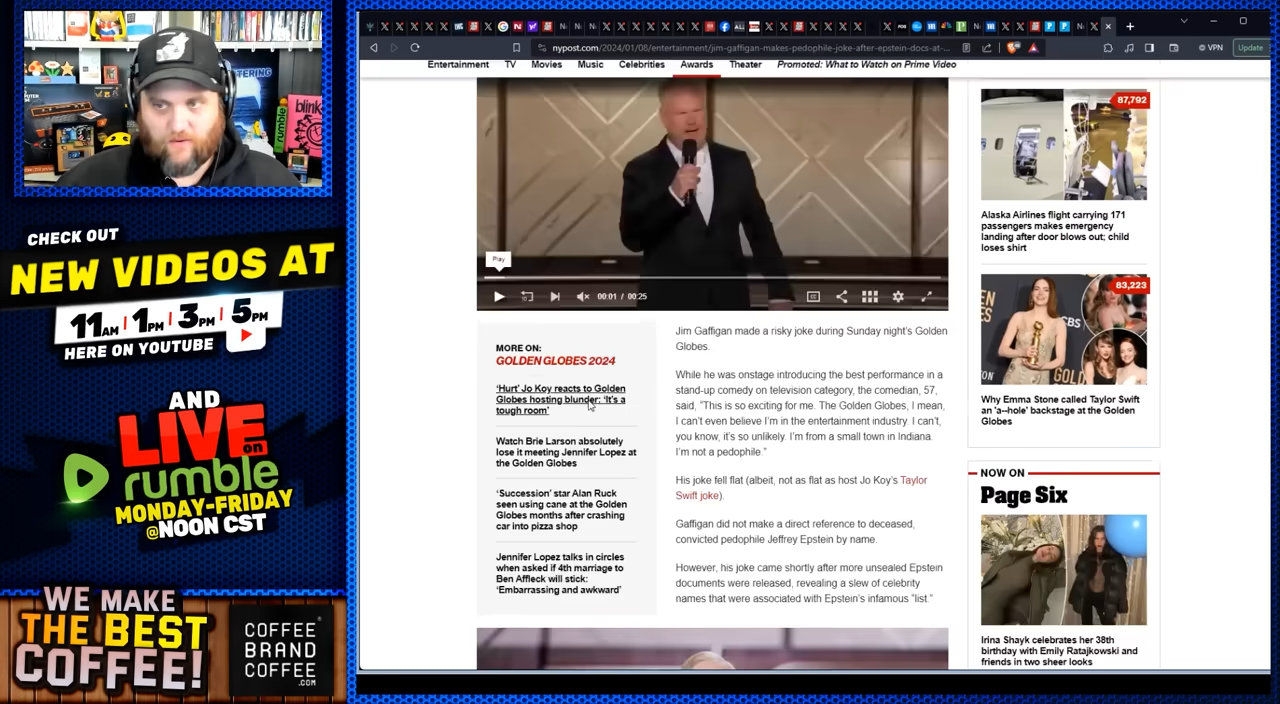 CHECK OUT
NEW VIDEOS AT
11AM | 1PM | 3PM | 5PM
HERE ON YOUTUBE
AND
LIVE on
rumble
MONDAY-FRIDAY
@NOON CST
WE MAKE
THE BEST
COFFEE!
COFFEE
BRAND
COFFEE
.COM
rumble
blink
nypost.com/2024/01/08/entertainment/jim-gaffigan-makes-pedophile-joke-after-epstein-docs-at-...
VPN
Update
Entertainment TV Movies Music Celebrities Awards Theater Promoted: What to Watch on Prime Video
Play
00:01 / 00:25
MORE ON:
GOLDEN GLOBES 2024
‘Hurt’ Jo Koy reacts to Golden
Globes hosting blunder: ‘It’s a
tough room’
Watch Brie Larson absolutely
lose it meeting Jennifer Lopez at
the Golden Globes
‘Succession’ star Alan Ruck
seen using cane at the Golden
Globes months after crashing
car into pizza shop
Jennifer Lopez talks in circles
when asked if 4th marriage to
Ben Affleck will stick:
‘Embarrassing and awkward’
Jim Gaffigan made a risky joke during Sunday night’s Golden
Globes.
While he was onstage introducing the best performance in a
stand-up comedy on television category, the comedian, 57,
said, “This is so exciting for me. The Golden Globes, I mean,
I can’t even believe I’m in the entertainment industry. I can’t,
you know, it’s so unlikely. I’m from a small town in Indiana.
I’m not a pedophile.”
His joke fell flat (albeit, not as flat as host Jo Koy’s Taylor
Swift joke).
Gaffigan did not make a direct reference to deceased,
convicted pedophile Jeffrey Epstein by name.
However, his joke came shortly after more unsealed Epstein
documents were released, revealing a slew of celebrity
names that were associated with Epstein’s infamous “list.”
87,792
Alaska Airlines flight carrying 171
passengers makes emergency
landing after door blows out; child
loses shirt
83,223
GOLDEN
CBS
Why Emma Stone called Taylor Swift
an 'a--hole' backstage at the Golden
Globes
NOW ON
Page Six
Irina Shayk celebrates her 38th
birthday with Emily Ratajkowski and
friends in two sheer looks